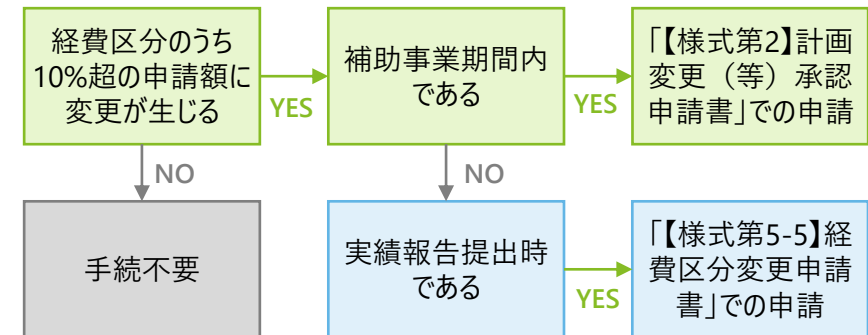 経費区分のうち
10%超の申請額に
変更が生じる
YES
補助事業期間内
である
YES
「【様式第2】計画
変更（等）承認
申請書」での申請
NO
NO
手続不要
実績報告提出時
である
YES
「【様式第5-5】経
費区分変更申請
書」での申請